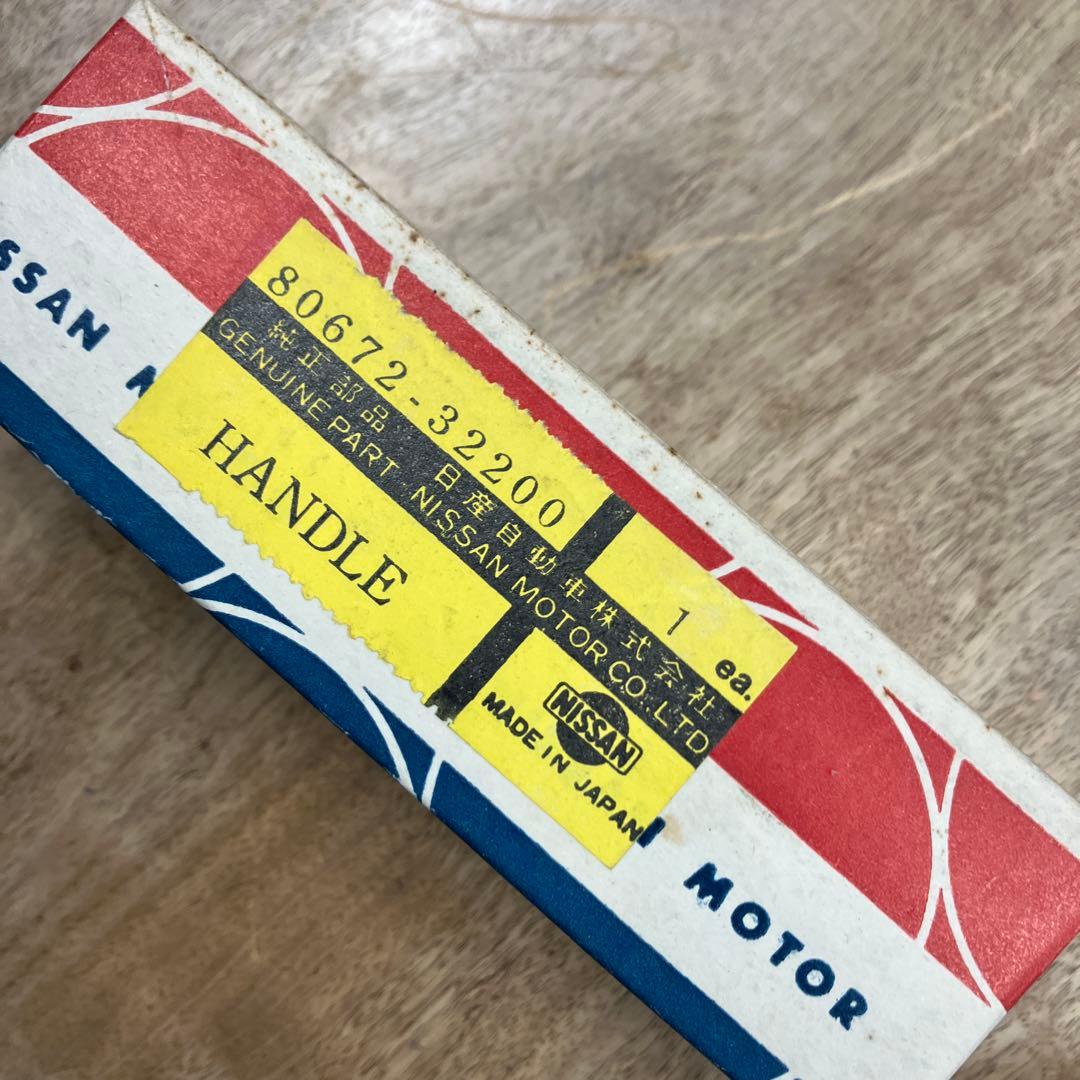 80672-32200
純正部品 日産自動車株式会社
GENUINE PART NISSAN MOTOR CO.,LTD
HANDLE
1
ea.
NISSAN
MADE IN JAPAN
SSAN M
MOTOR